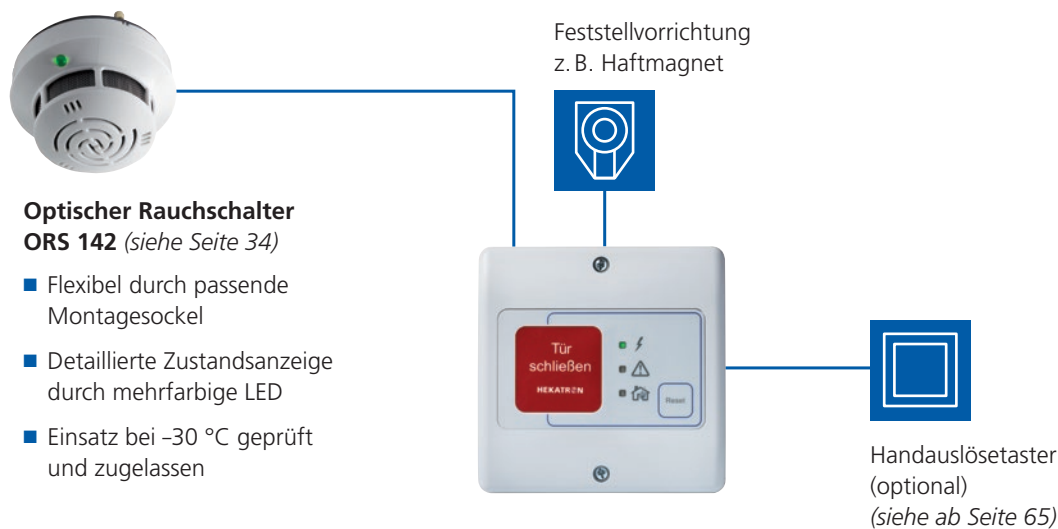 Feststellvorrichtung
z. B. Haftmagnet
Optischer Rauchschalter
ORS 142 (siehe Seite 34)
■ Flexibel durch passende
Montagesockel
■ Detaillierte Zustandsanzeige
durch mehrfarbige LED
■ Einsatz bei –30 °C geprüft
und zugelassen
Tür
schließen
HEKATRON
Reset
Handauslösetaster
(optional)
(siehe ab Seite 65)